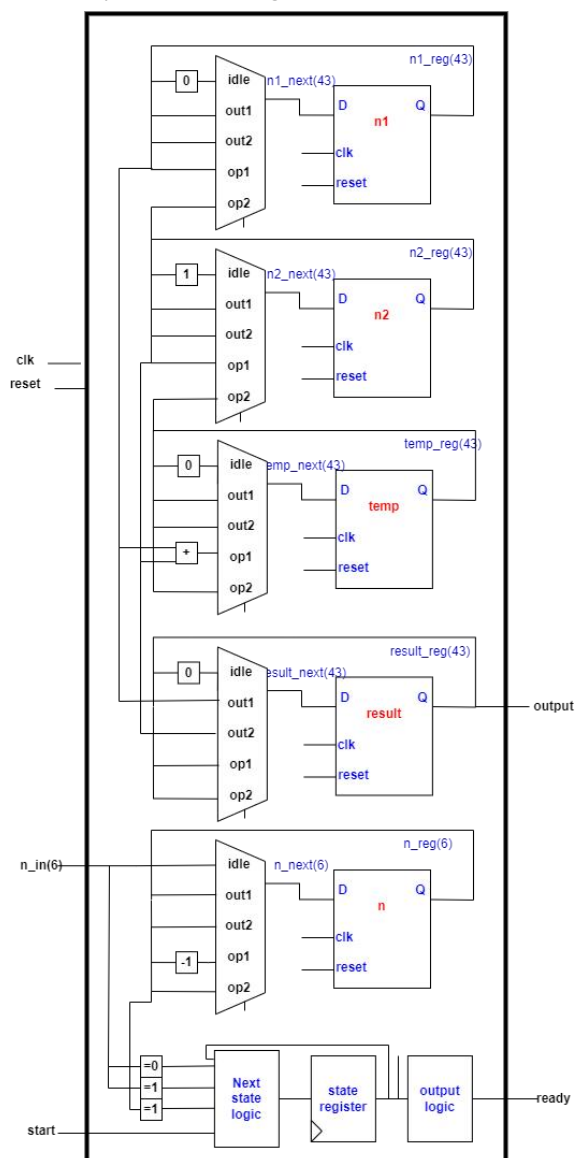 n1_reg(43)
0 idle n1_next(43)
D Q
out1
n1
out2
clk
op1
reset
op2
n2_reg(43)
1 idle n2_next(43)
D Q
out1
n2
out2
clk
clk
op1
reset
reset
op2
temp_reg(43)
0 idle emp_next(43)
D Q
out1
temp
out2
clk
+ op1
reset
op2
result_reg(43)
0 idle esult_next(43)
D Q
out1
result
output
out2
clk
op1
reset
op2
n_reg(6)
n_in(6) idle n_next(6)
D Q
out1
n
out2
clk
-1 op1
reset
op2
=0
=1
=1
Next
state
logic
state
register
output
logic
ready
start